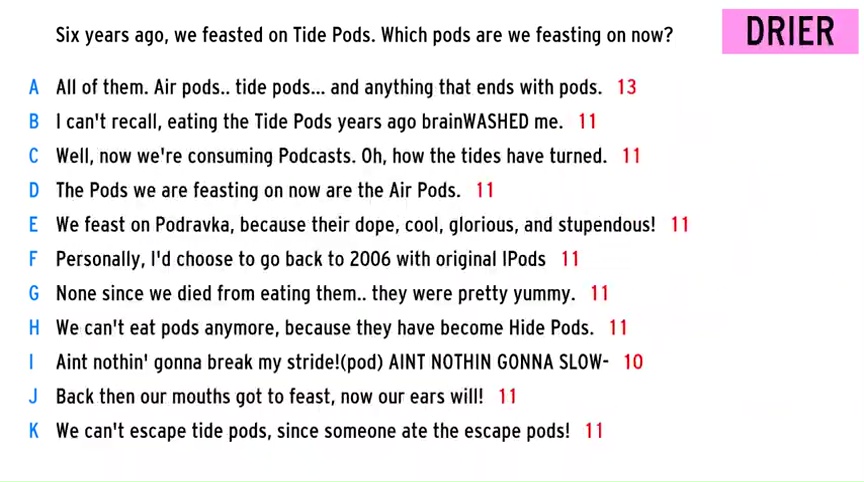 Six years ago, we feasted on Tide Pods. Which pods are we feasting on now?
DRIER
A All of them. Air pods.. tide pods... and anything that ends with pods. 13
B I can't recall, eating the Tide Pods years ago brainWASHED me. 11
C Well, now we're consuming Podcasts. Oh, how the tides have turned. 11
D The Pods we are feasting on now are the Air Pods. 11
E We feast on Podravka, because their dope, cool, glorious, and stupendous! 11
F Personally, I'd choose to go back to 2006 with original IPods 11
G None since we died from eating them.. they were pretty yummy. 11
H We can't eat pods anymore, because they have become Hide Pods. 11
I Aint nothin' gonna break my stride!(pod) AINT NOTHIN GONNA SLOW- 10
J Back then our mouths got to feast, now our ears will! 11
K We can't escape tide pods, since someone ate the escape pods! 11